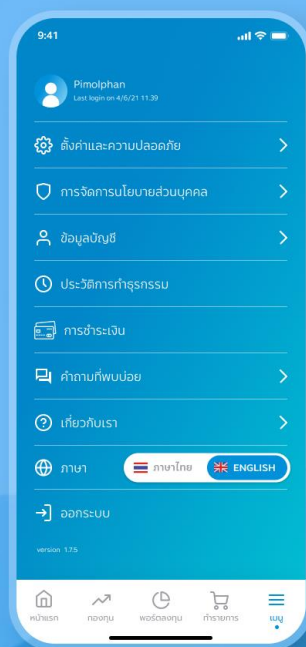 9:41
Pimolphan
Last login on 4/6/21 11.39
ตั้งค่าและความปลอดภัย
การจัดการนโยบายส่วนบุคคล
ข้อมูลบัญชี
ประวัติการทำธุรกรรม
การชำระเงิน
คำถามที่พบบ่อย
เกี่ยวกับเรา
ภาษา ภาษาไทย ENGLISH
ออกระบบ
version 1.7.5
หน้าแรก กองทุน พอร์ตลงทุน ทำรายการ เมนู